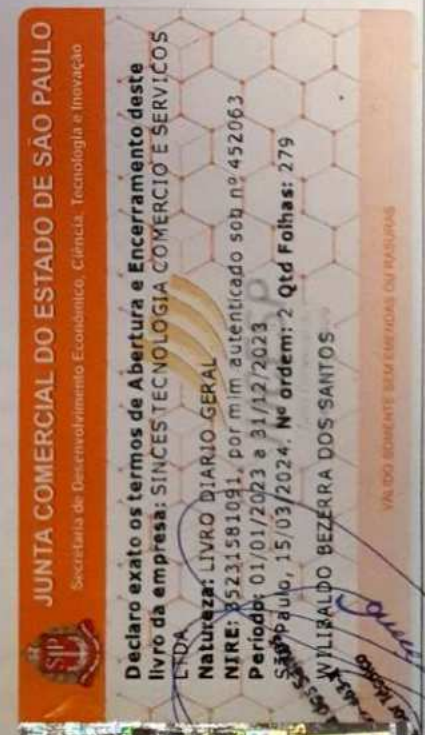 JUNTA COMERCIAL DO ESTADO DE SÃO PAULO
Secretaria de Desenvolvimento Econômico, Ciência, Tecnologia e Inovação
Declaro exato os termos de Abertura e Encerramento deste
livro da empresa: SINCES TECNOLOGIA COMERCIO E SERVICOS
LTDA
Natureza: LIVRO DIARIO GERAL
NIRE: 35231581091, por mim autenticado sob nº 452063
Período: 01/01/2023 a 31/12/2023
São Paulo, 15/03/2024. Nº ordem: 2 Qtd Folhas: 279
WYLIBALDO BEZERRA DOS SANTOS
VÁLIDO SOMENTE SEM EMENDAS OU RASURAS